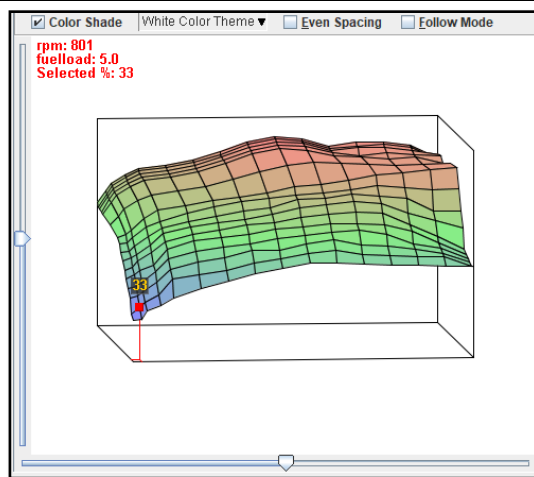 Color Shade White Color Theme ▼ Even Spacing Follow Mode
rpm: 801
fuelload: 5.0
Selected %: 33
33